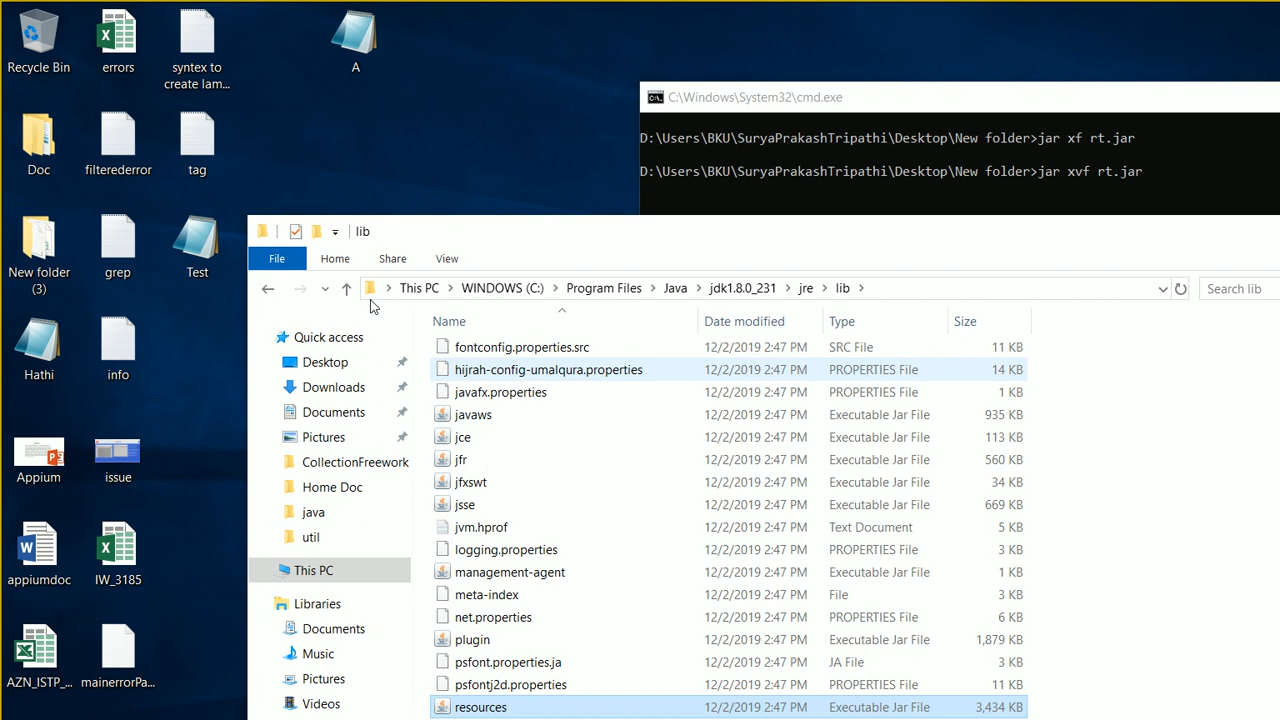 Recycle Bin
errors
syntex to
create lam...
A
Doc
filterederror
tag
New folder
(3)
grep
Test
Hathi
info
Appium
issue
appiumdoc
IW_3185
AZN_ISTP_...
mainerrorPa...
C:\Windows\System32\cmd.exe
D:\Users\BKU\SuryaPrakashTripathi\Desktop\New folder>jar xf rt.jar
D:\Users\BKU\SuryaPrakashTripathi\Desktop\New folder>jar xvf rt.jar
lib
File Home Share View
This PC > WINDOWS (C:) > Program Files > Java > jdk1.8.0_231 > jre > lib >
Search lib
Quick access
Desktop
Downloads
Documents
Pictures
CollectionFreework
Home Doc
java
util
This PC
Libraries
Documents
Music
Pictures
Videos
Name Date modified Type Size
fontconfig.properties.src 12/2/2019 2:47 PM SRC File 11 KB
hijrah-config-umalqura.properties 12/2/2019 2:47 PM PROPERTIES File 14 KB
javafx.properties 12/2/2019 2:47 PM PROPERTIES File 1 KB
javaws 12/2/2019 2:47 PM Executable Jar File 935 KB
jce 12/2/2019 2:47 PM Executable Jar File 113 KB
jfr 12/2/2019 2:47 PM Executable Jar File 560 KB
jfxswt 12/2/2019 2:47 PM Executable Jar File 34 KB
jsse 12/2/2019 2:47 PM Executable Jar File 669 KB
jvm.hprof 12/2/2019 2:47 PM Text Document 5 KB
logging.properties 12/2/2019 2:47 PM PROPERTIES File 3 KB
management-agent 12/2/2019 2:47 PM Executable Jar File 1 KB
meta-index 12/2/2019 2:47 PM File 3 KB
net.properties 12/2/2019 2:47 PM PROPERTIES File 6 KB
plugin 12/2/2019 2:47 PM Executable Jar File 1,879 KB
psfont.properties.ja 12/2/2019 2:47 PM JA File 3 KB
psfontj2d.properties 12/2/2019 2:47 PM PROPERTIES File 11 KB
resources 12/2/2019 2:47 PM Executable Jar File 3,434 KB